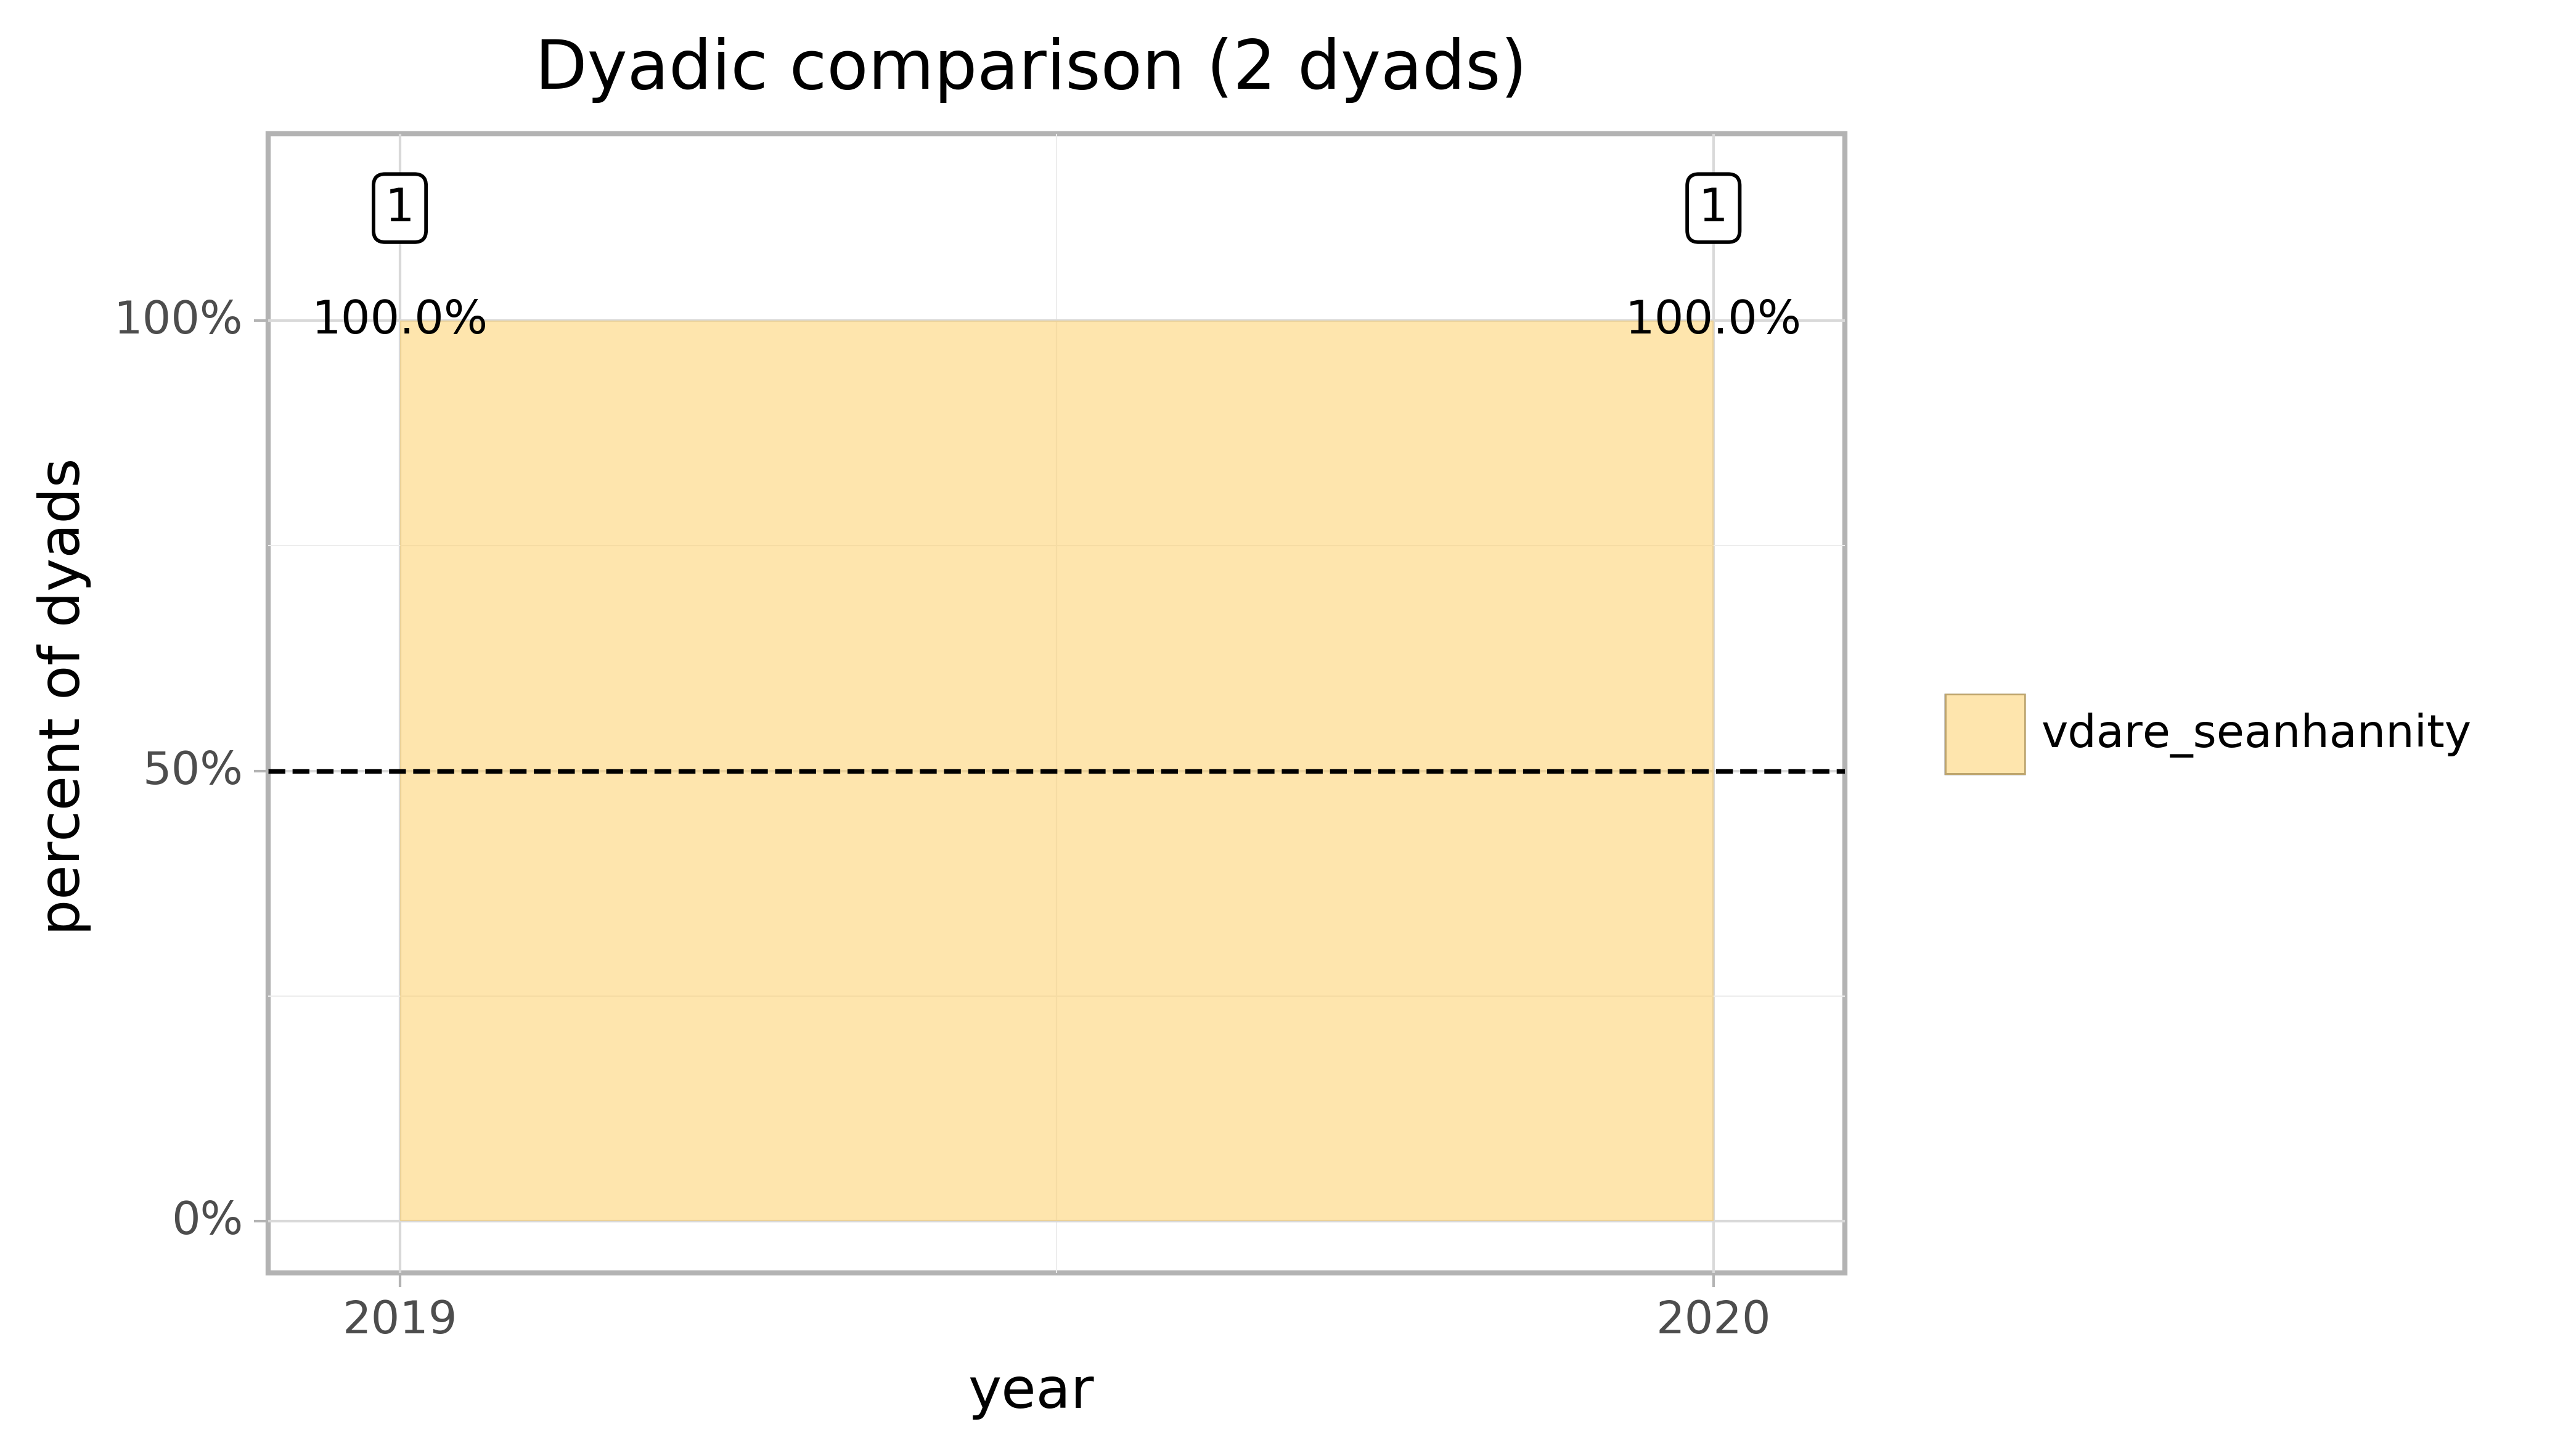 Dyadic comparison (2 dyads)
1
1
100%
100.0%
100.0%
percent of dyads
50%
vdare_seanhannity
0%
2019
2020
year